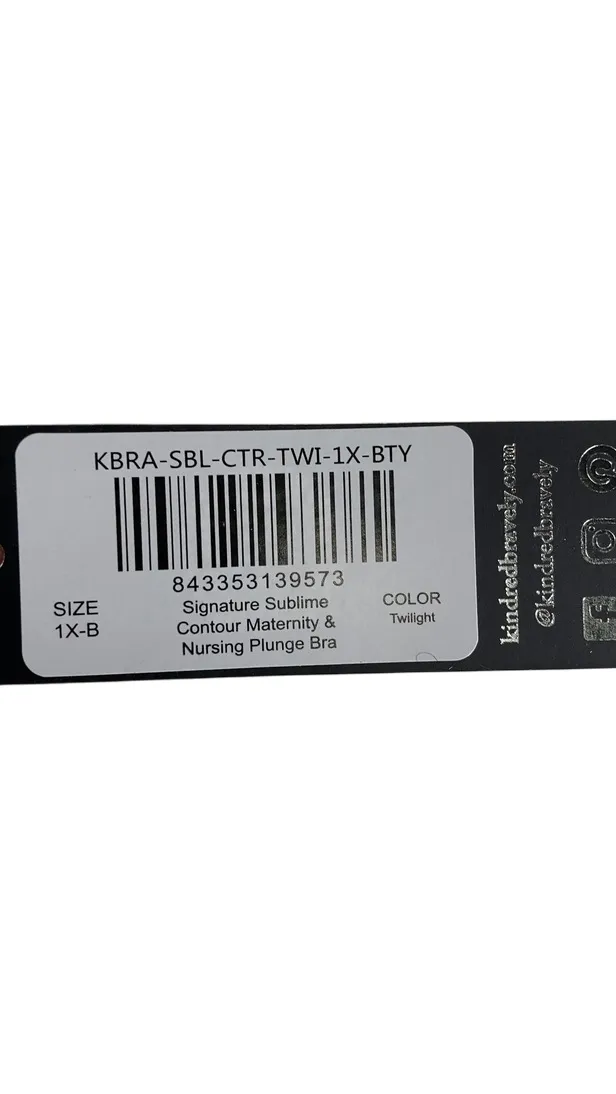 KBRA-SBL-CTR-TWI-1X-BTY
843353139573
SIZE
1X-B
Signature Sublime
Contour Maternity &
Nursing Plunge Bra
COLOR
Twilight
kindredbravely.com
@kindredbravely